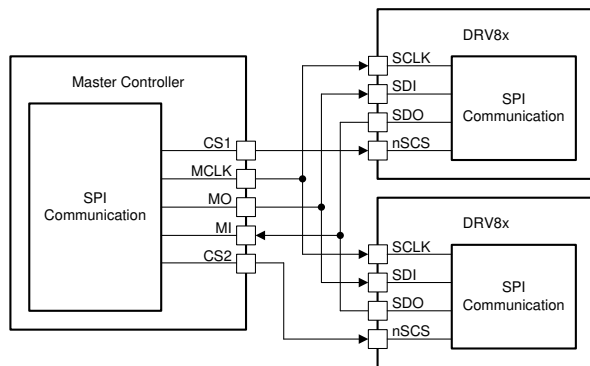 DRV8x
SCLK
SDI
SDO
nSCS
SPI
Communication
Master Controller
SPI
Communication
CS1
MCLK
MO
MI
CS2
DRV8x
SCLK
SDI
SDO
nSCS
SPI
Communication